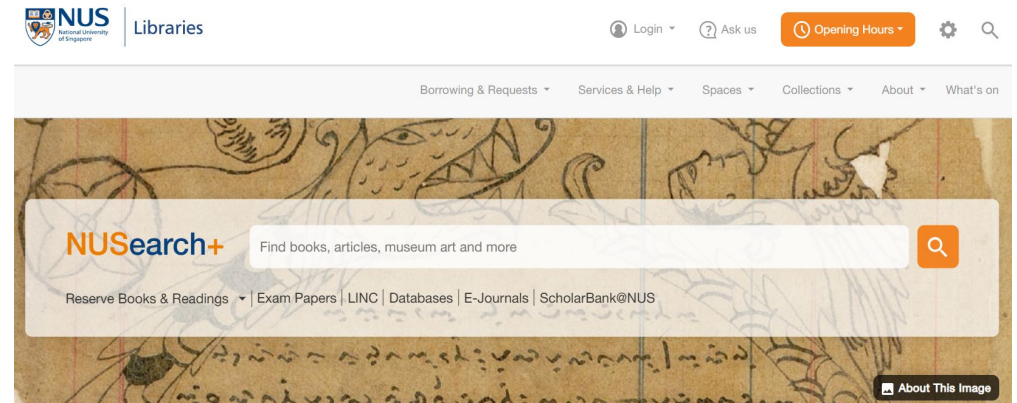 NUS
National University
of Singapore
Libraries
Login
Ask us
Opening Hours
Borrowing & Requests
Services & Help
Spaces
Collections
About
What's on
NUSearch+
Find books, articles, museum art and more
Reserve Books & Readings | Exam Papers | LINC | Databases | E-Journals | ScholarBank@NUS
About This Image